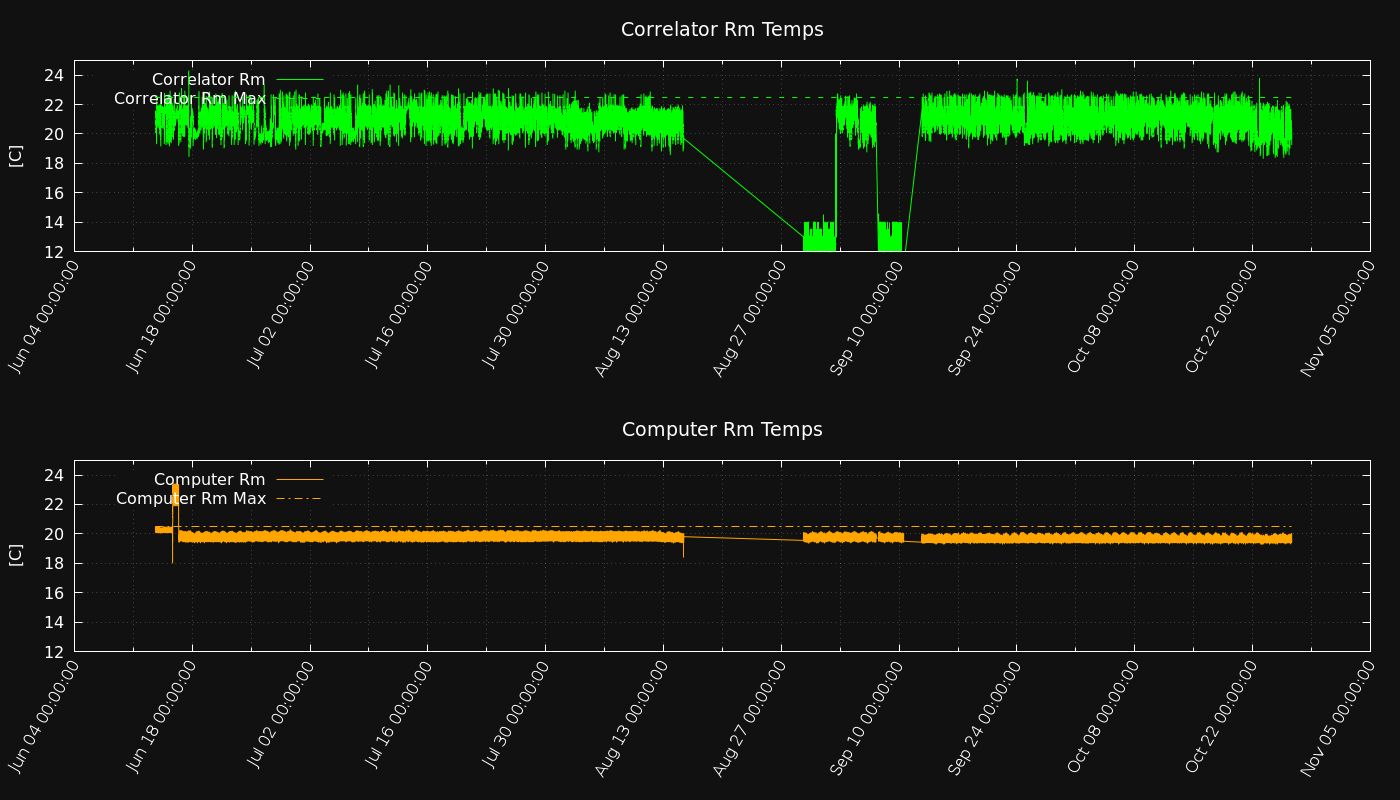 Correlator Rm Temps
Correlator Rm
Correlator Rm Max
[C]
24
22
20
18
16
14
12
Jun 04 00:00:00
Jun 18 00:00:00
Jul 02 00:00:00
Jul 16 00:00:00
Jul 30 00:00:00
Aug 13 00:00:00
Aug 27 00:00:00
Sep 10 00:00:00
Sep 24 00:00:00
Oct 08 00:00:00
Oct 22 00:00:00
Nov 05 00:00:00
Computer Rm Temps
Computer Rm
Computer Rm Max
[C]
24
22
20
18
16
14
12
Jun 04 00:00:00
Jun 18 00:00:00
Jul 02 00:00:00
Jul 16 00:00:00
Jul 30 00:00:00
Aug 13 00:00:00
Aug 27 00:00:00
Sep 10 00:00:00
Sep 24 00:00:00
Oct 08 00:00:00
Oct 22 00:00:00
Nov 05 00:00:00